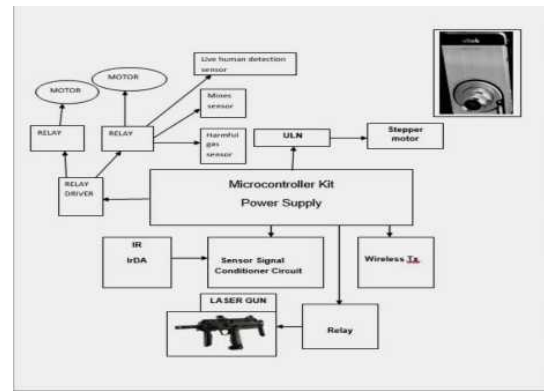 Live human detection
sensor
MOTOR
MOTOR
Mines
sensor
RELAY
RELAY
Harmful
gas
sensor
ULN
Stepper
motor
RELAY
DRIVER
Microcontroller Kit
Power Supply
IR
IrDA
Sensor Signal
Conditioner Circuit
Wireless Tx
LASER GUN
Relay